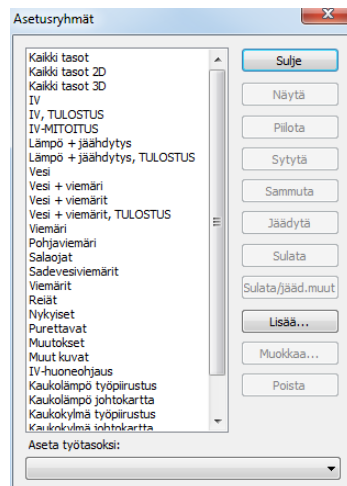 Asetusryhmät
Kaikki tasot
Kaikki tasot 2D
Kaikki tasot 3D
IV
IV, TULOSTUS
IV-MITOITUS
Lämpö + jäähdytys
Lämpö + jäähdytys, TULOSTUS
Vesi
Vesi + viemäri
Vesi + viemärit
Vesi + viemärit, TULOSTUS
Viemäri
Pohjaviemäri
Salaojat
Sadevesiviemärit
Viemärit
Reiät
Nykyiset
Purettavat
Muutokset
Muut kuvat
IV-huoneohjaus
Kaukolämpö työpiirustus
Kaukolämpö johtokartta
Kaukokylmä työpiirustus
Kaukokylmä johtokartta
Sulje
Näytä
Piilota
Sytytä
Sammuta
Jäädytä
Sulata
Sulata/jääd.muut
Lisää...
Muokkaa...
Poista
Aseta työtasoksi: